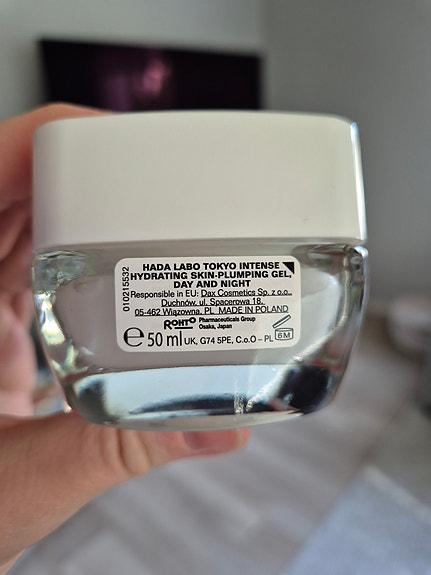 HADA LABO TOKYO INTENSE
HYDRATING SKIN-PLUMPING GEL,
DAY AND NIGHT
Responsible in EU: Dax Cosmetics Sp. z o.o.,
Duchnów, ul. Spacerowa 18,
05-462 Wiązowna, PL MADE IN POLAND
ROHTO Pharmaceuticals Group
Osaka, Japan
℮ 50 ml UK, G74 5PE, C.o.O – PL 6M
010215532